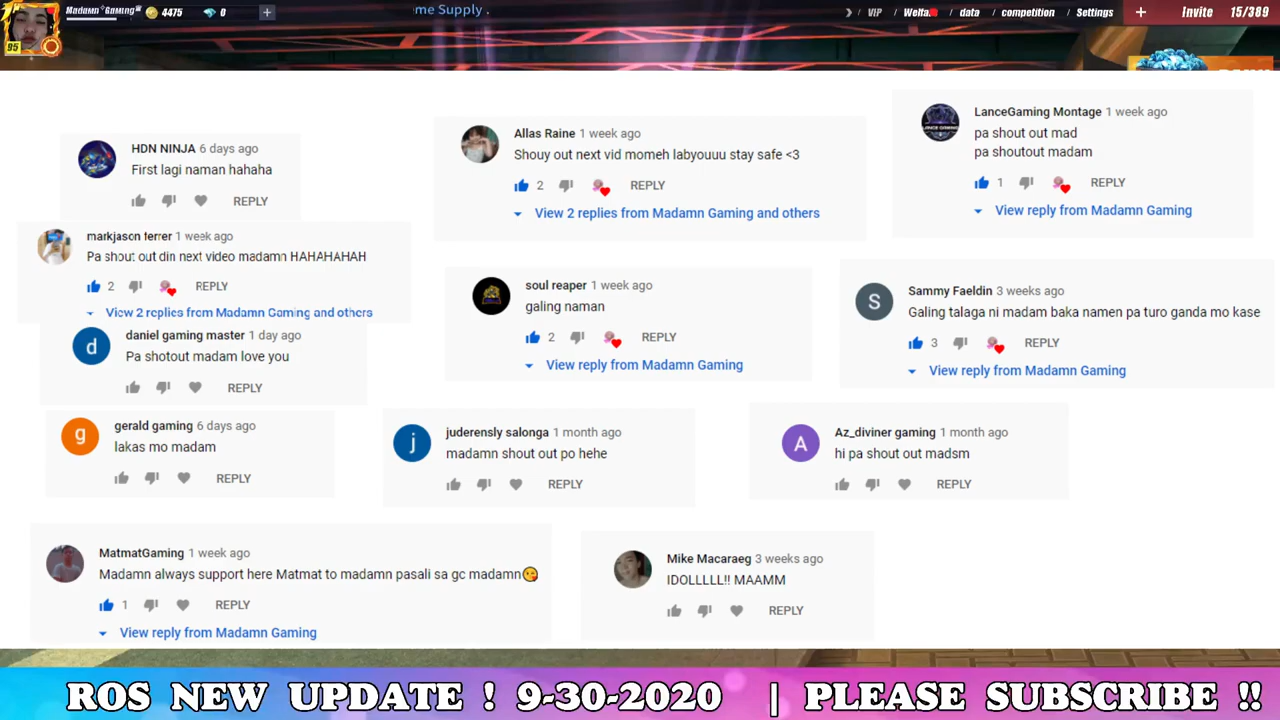 Madamn Gaming
4475
0
+
me Supply .
VIP
data
competition
Settings
+
Invite
15/389
95
HDN NINJA 6 days ago
First lagi naman hahaha
REPLY
Allas Raine 1 week ago
Shouy out next vid momeh labyouuu stay safe <3
2
REPLY
View 2 replies from Madamn Gaming and others
LanceGaming Montage 1 week ago
pa shout out mad
pa shoutout madam
1
REPLY
View reply from Madamn Gaming
markjason ferrer 1 week ago
Pa shout out din next video madamn HAHAHAHAH
2
REPLY
View 2 replies from Madamn Gaming and others
soul reaper 1 week ago
galing naman
2
REPLY
View reply from Madamn Gaming
S
Sammy Faeldin 3 weeks ago
Galing talaga ni madam baka namen pa turo ganda mo kase
3
REPLY
View reply from Madamn Gaming
d
daniel gaming master 1 day ago
Pa shotout madam love you
REPLY
g
gerald gaming 6 days ago
lakas mo madam
REPLY
j
juderensly salonga 1 month ago
madamn shout out po hehe
REPLY
A
Az_diviner gaming 1 month ago
hi pa shout out madsm
REPLY
MatmatGaming 1 week ago
Madamn always support here Matmat to madamn pasali sa gc madamn😋
1
REPLY
View reply from Madamn Gaming
Mike Macaraeg 3 weeks ago
IDOLLLLL!! MAAMM
REPLY
ROS NEW UPDATE ! 9-30-2020 | PLEASE SUBSCRIBE !!